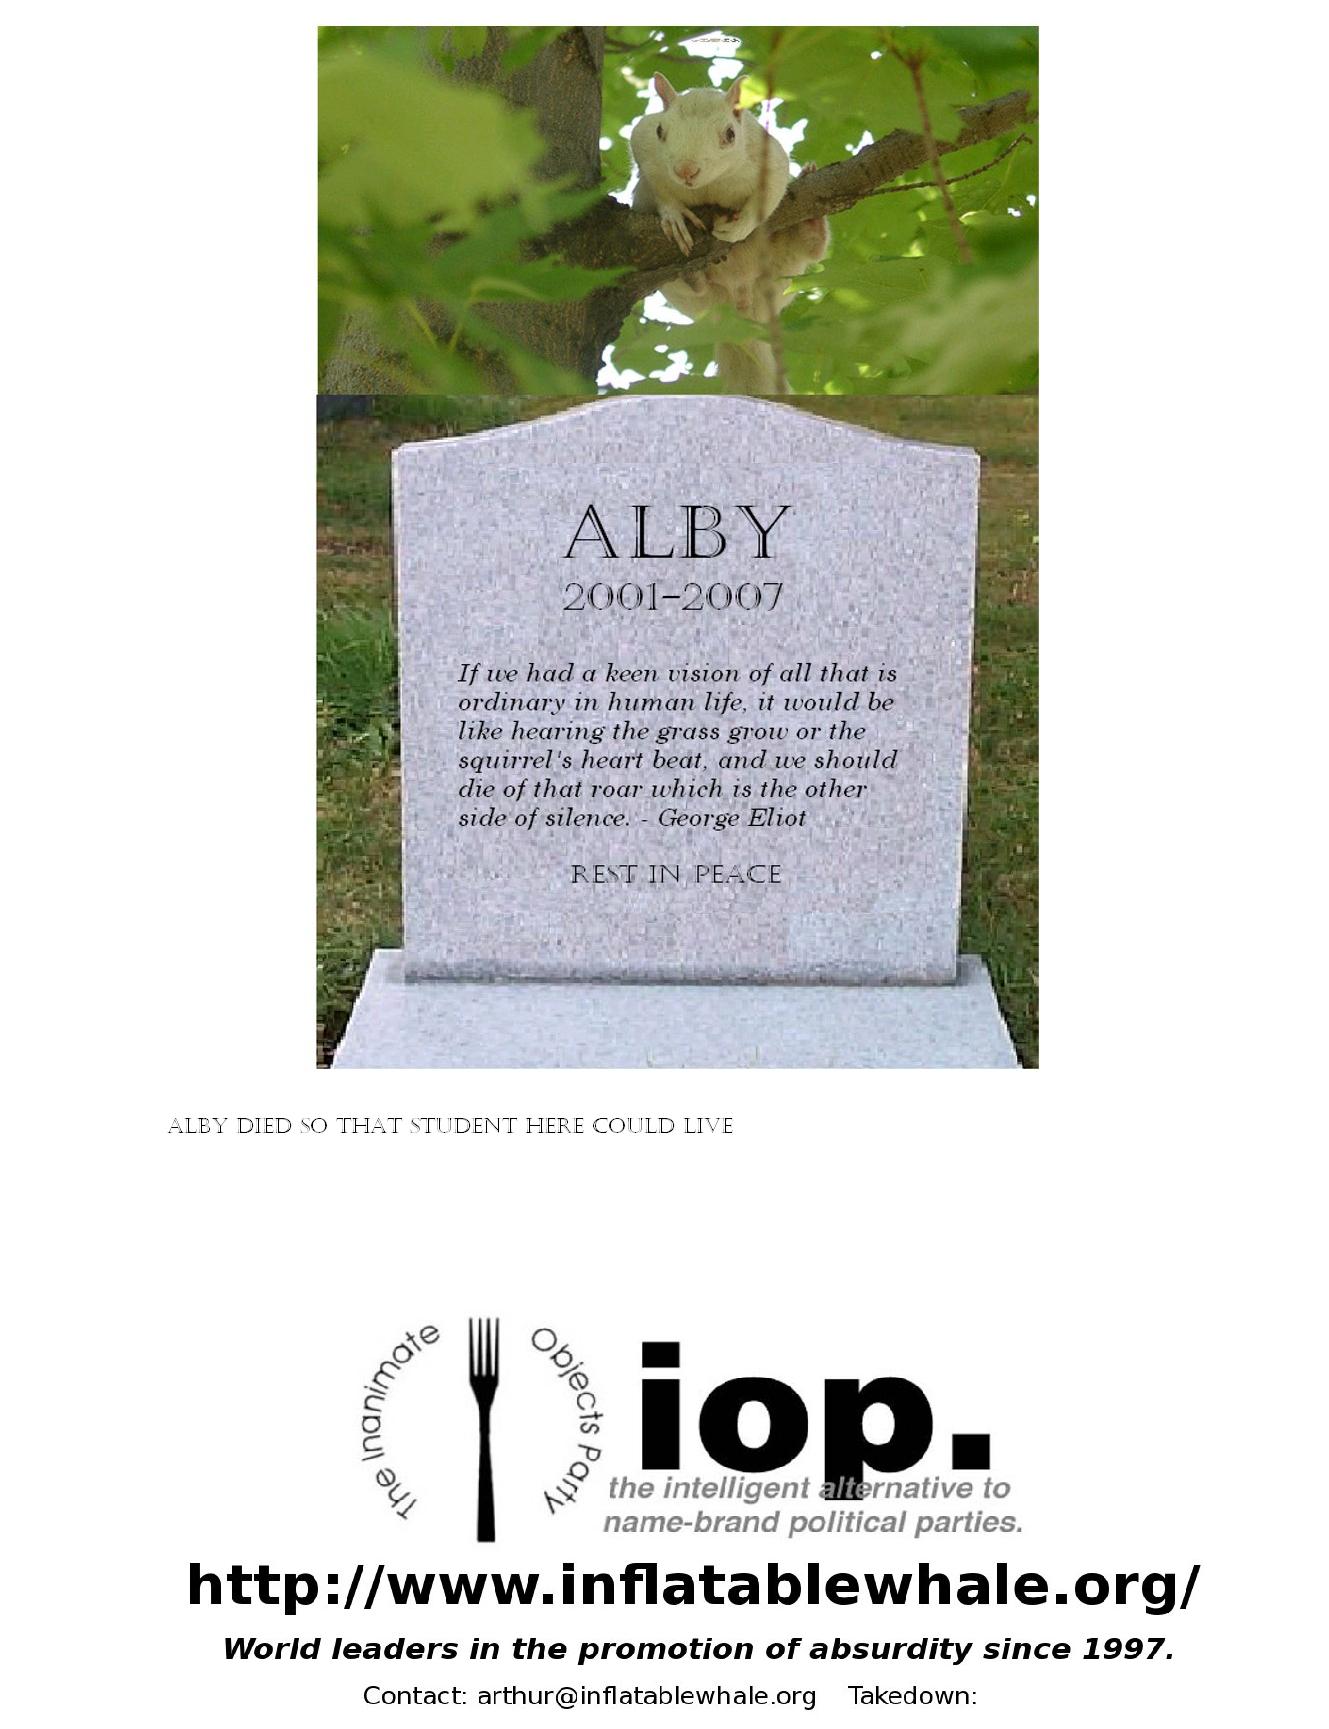 ALBY
2001-2007
If we had a keen vision of all that is
ordinary in human life, it would be
like hearing the grass grow or the
squirrel's heart beat, and we should
die of that roar which is the other
side of silence. - George Eliot
REST IN PEACE
ALBY DIED SO THAT STUDENT HERE COULD LIVE
The Inanimate Objects Party
iop.
the intelligent alternative to
name-brand political parties.
http://www.inflatablewhale.org/
World leaders in the promotion of absurdity since 1997.
Contact: arthur@inflatablewhale.org Takedown: